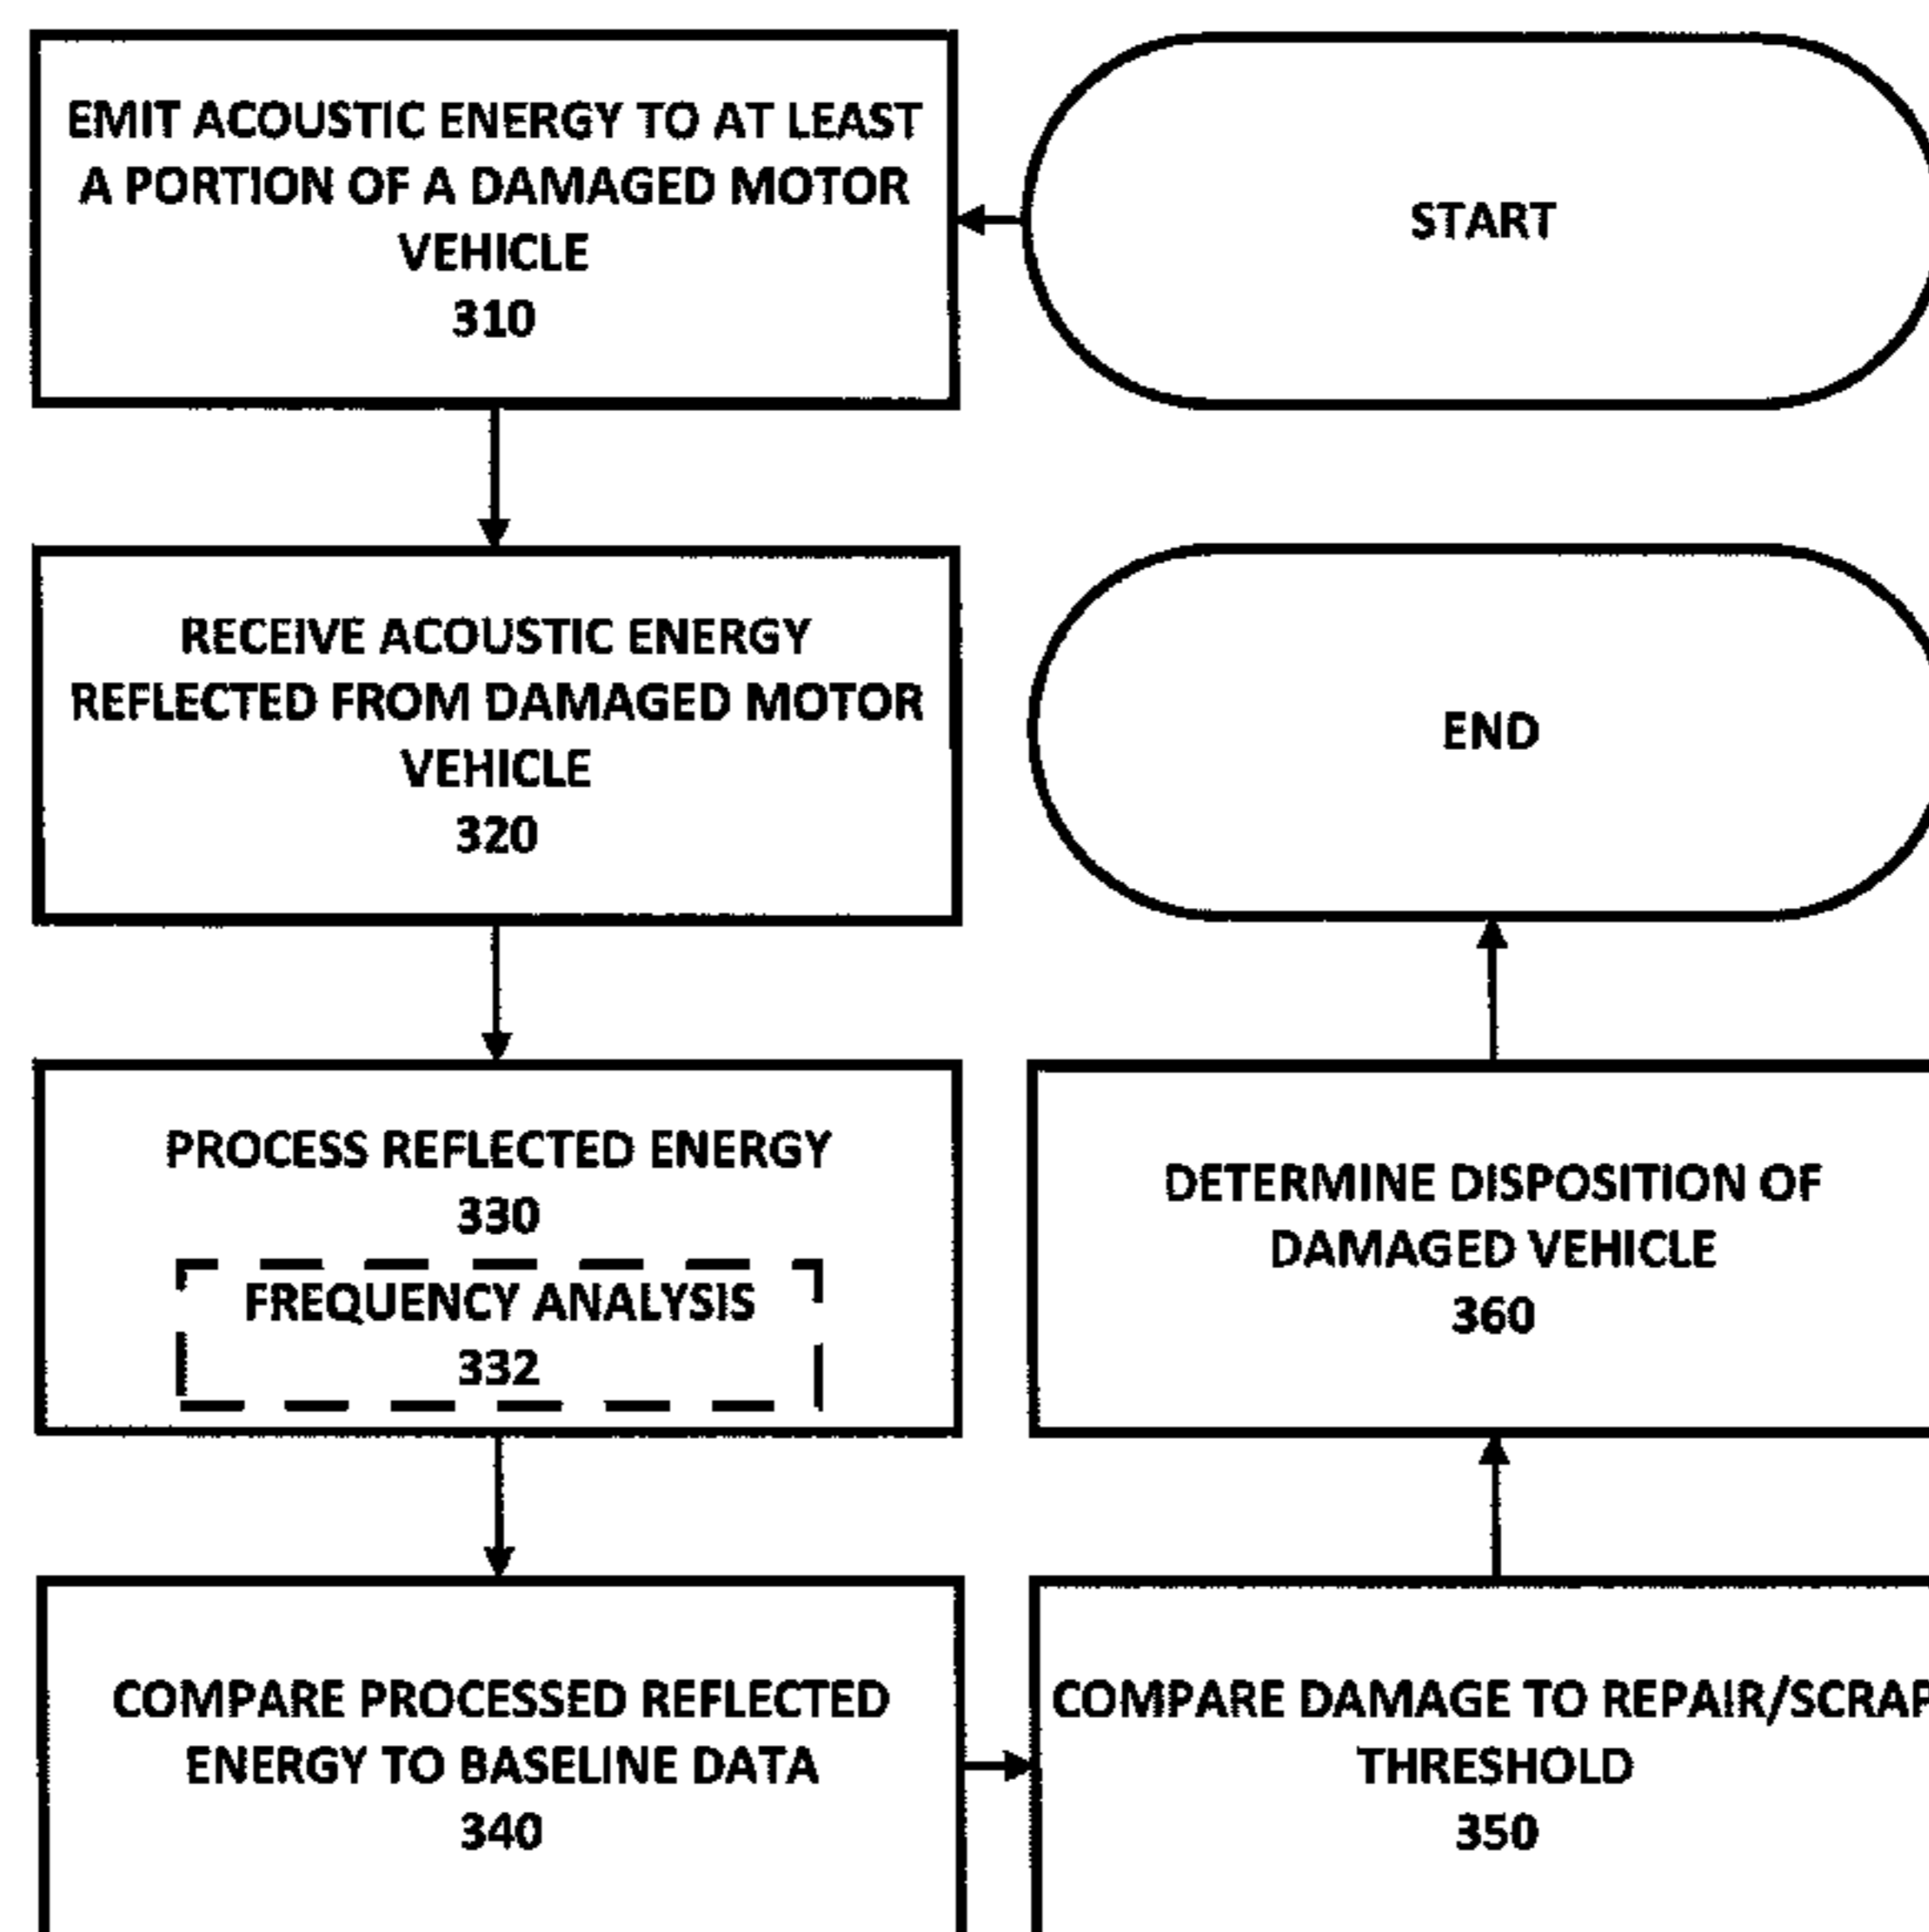 START
EMIT ACOUSTIC ENERGY TO AT LEAST
A PORTION OF A DAMAGED MOTOR
VEHICLE
310
RECEIVE ACOUSTIC ENERGY
REFLECTED FROM DAMAGED MOTOR
VEHICLE
320
PROCESS REFLECTED ENERGY
330
FREQUENCY ANALYSIS
332
COMPARE PROCESSED REFLECTED
ENERGY TO BASELINE DATA
340
COMPARE DAMAGE TO REPAIR/SCRAP
THRESHOLD
350
DETERMINE DISPOSITION OF
DAMAGED VEHICLE
360
END